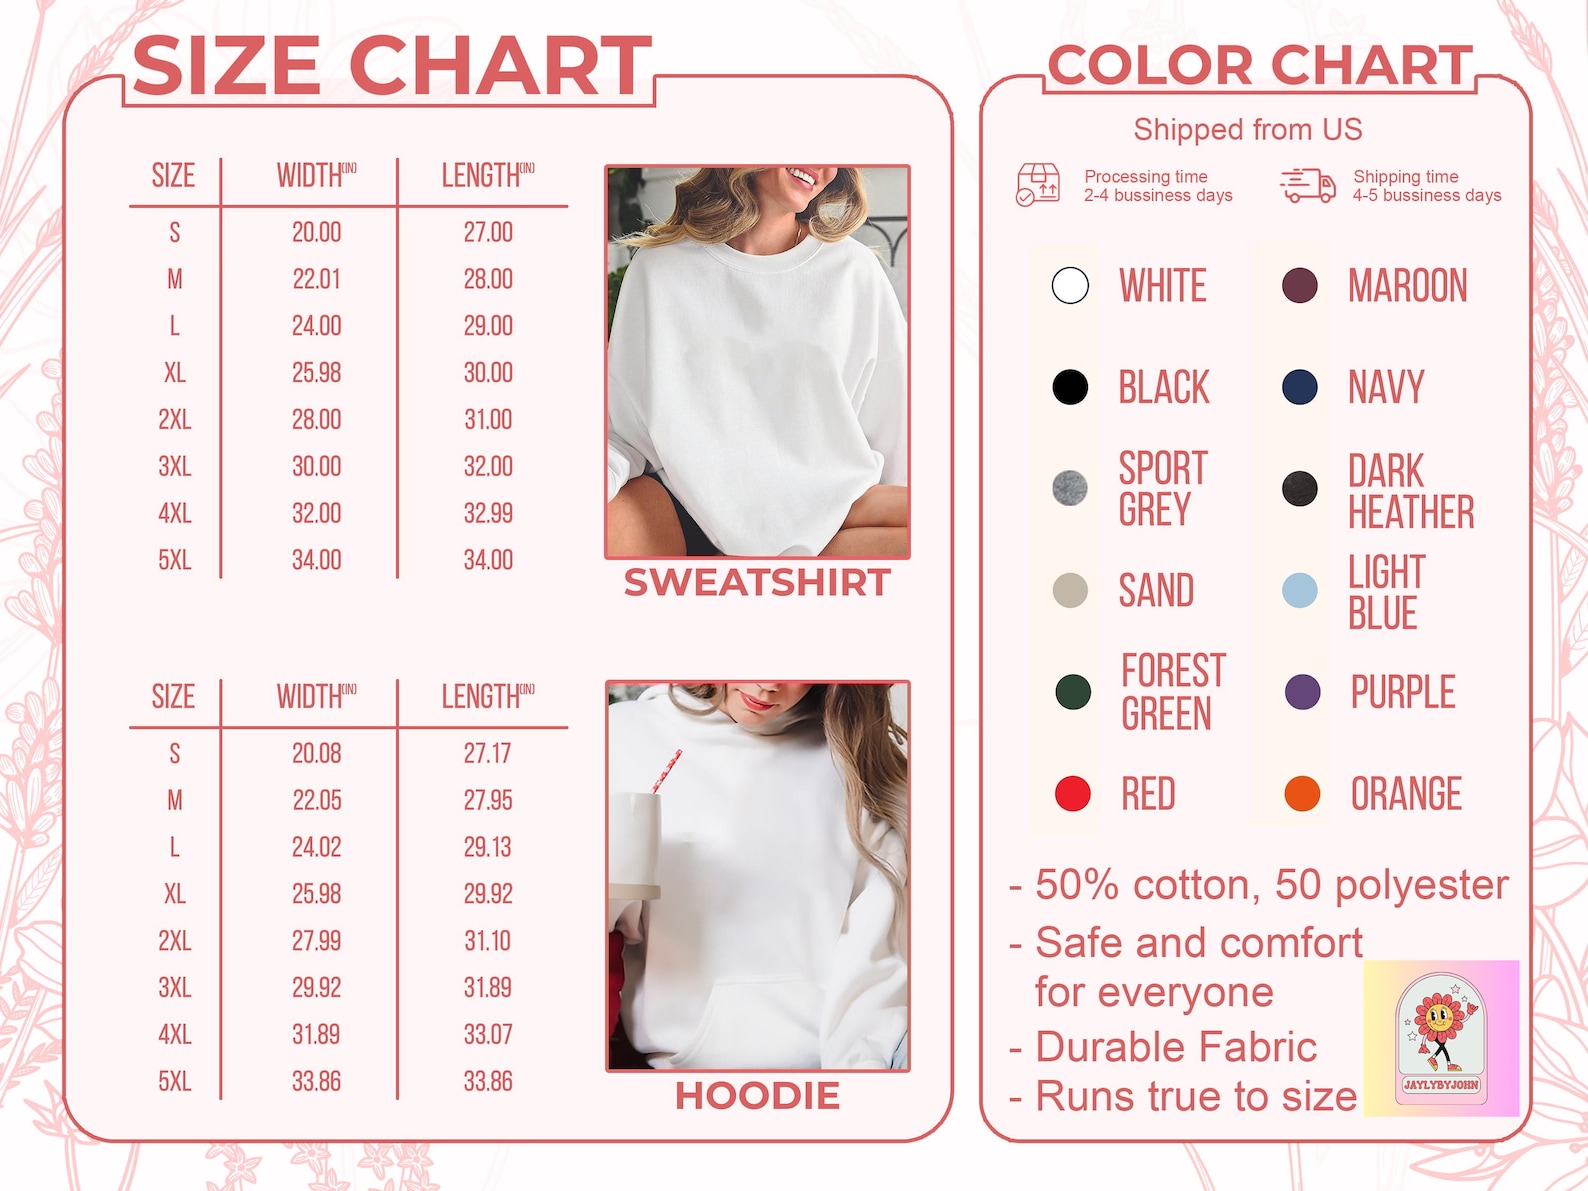 SIZE CHART
SIZE WIDTH(IN) LENGTH(IN)
S 20.00 27.00
M 22.01 28.00
L 24.00 29.00
XL 25.98 30.00
2XL 28.00 31.00
3XL 30.00 32.00
4XL 32.00 32.99
5XL 34.00 34.00
SWEATSHIRT
SIZE WIDTH(IN) LENGTH(IN)
S 20.08 27.17
M 22.05 27.95
L 24.02 29.13
XL 25.98 29.92
2XL 27.99 31.10
3XL 29.92 31.89
4XL 31.89 33.07
5XL 33.86 33.86
HOODIE
COLOR CHART
Shipped from US
Processing time
2-4 bussiness days
Shipping time
4-5 bussiness days
WHITE
MAROON
BLACK
NAVY
SPORT
GREY
DARK
HEATHER
SAND
LIGHT
BLUE
FOREST
GREEN
PURPLE
RED
ORANGE
- 50% cotton, 50 polyester
- Safe and comfort
for everyone
- Durable Fabric
- Runs true to size
JAYLYBYJOHN